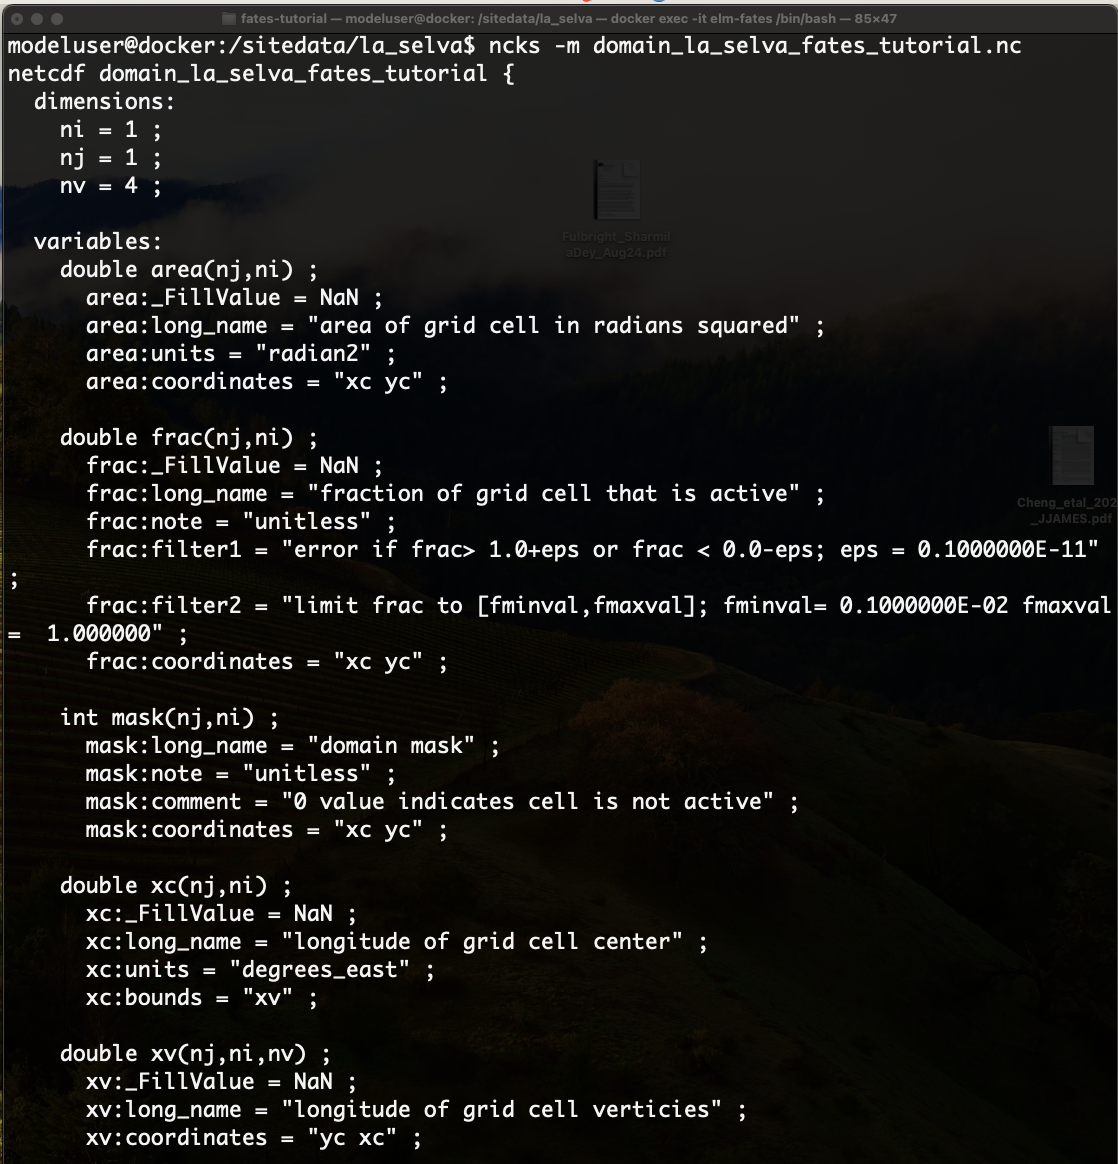 fates-tutorial — modeluser@docker: /sitedata/la_selva — docker exec -it elm-fates /bin/bash — 85×47
modeluser@docker:/sitedata/la_selva$ ncks -m domain_la_selva_fates_tutorial.nc
netcdf domain_la_selva_fates_tutorial {
  dimensions:
    ni = 1 ;
    nj = 1 ;
    nv = 4 ;

  variables:
    double area(nj,ni) ;
      area:_FillValue = NaN ;
      area:long_name = "area of grid cell in radians squared" ;
      area:units = "radian2" ;
      area:coordinates = "xc yc" ;

    double frac(nj,ni) ;
      frac:_FillValue = NaN ;
      frac:long_name = "fraction of grid cell that is active" ;
      frac:note = "unitless" ;
      frac:filter1 = "error if frac> 1.0+eps or frac < 0.0-eps; eps = 0.1000000E-11"
;
      frac:filter2 = "limit frac to [fminval,fmaxval]; fminval= 0.1000000E-02 fmaxval
=  1.000000" ;
      frac:coordinates = "xc yc" ;

    int mask(nj,ni) ;
      mask:long_name = "domain mask" ;
      mask:note = "unitless" ;
      mask:comment = "0 value indicates cell is not active" ;
      mask:coordinates = "xc yc" ;

    double xc(nj,ni) ;
      xc:_FillValue = NaN ;
      xc:long_name = "longitude of grid cell center" ;
      xc:units = "degrees_east" ;
      xc:bounds = "xv" ;

    double xv(nj,ni,nv) ;
      xv:_FillValue = NaN ;
      xv:long_name = "longitude of grid cell verticies" ;
      xv:coordinates = "yc xc" ;
Fulbright_Sharmil
aDey_Aug24.pdf
Cheng_etal_202
_JJAMES.pdf